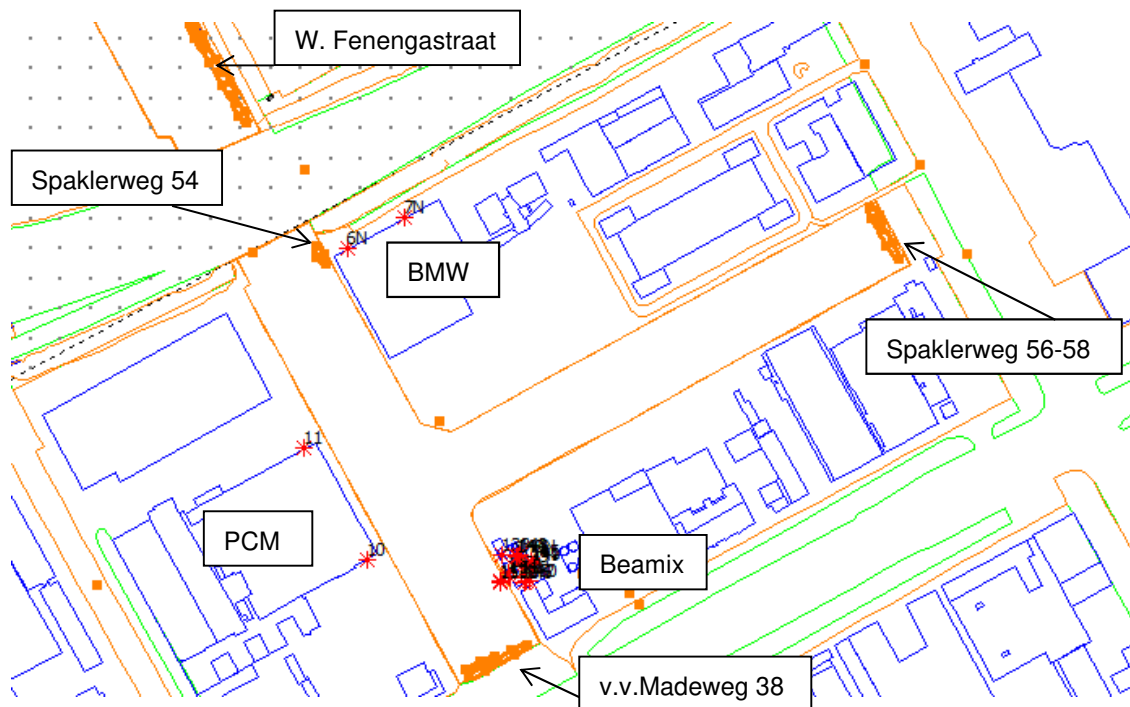 W. Fenengastraat
Spaklerweg 54
7N
6N
BMW
Spaklerweg 56-58
11
PCM
10
Beamix
v.v.Madeweg 38